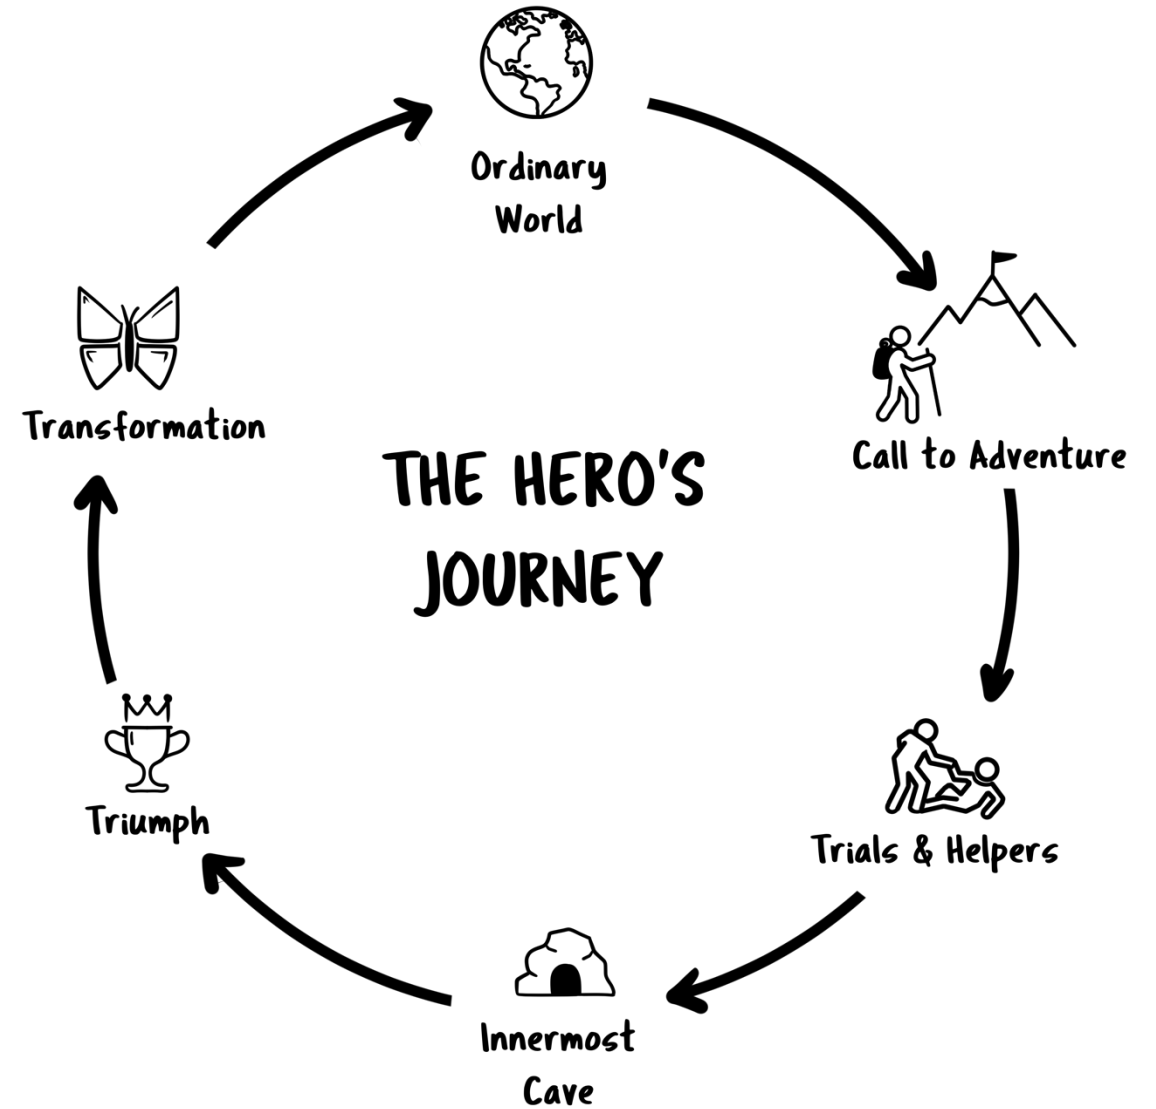 Ordinary
World
Call to Adventure
Trials & Helpers
Innermost
Cave
Triumph
Transformation
THE HERO'S
JOURNEY